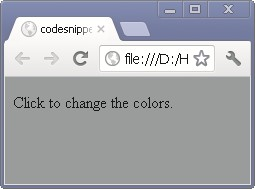 codesnippe
file:///D:/H
Click to change the colors.